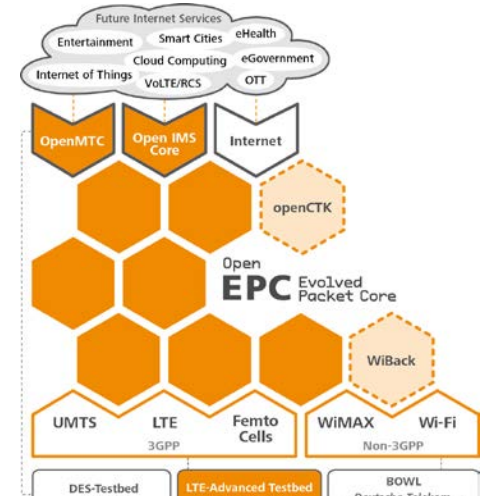 Future Internet Services
Entertainment
Smart Cities
eHealth
Cloud Computing
eGovernment
Internet of Things
VoLTE/RCS
OTT
OpenMTC
Open IMS
Core
Internet
openCTK
Open
EPC Evolved
Packet Core
WiBack
UMTS
LTE
Femto
Cells
WiMAX
Wi-Fi
3GPP
Non-3GPP
DES-Testbed
LTE-Advanced Testbed
BOWL
Deutsche Telekom